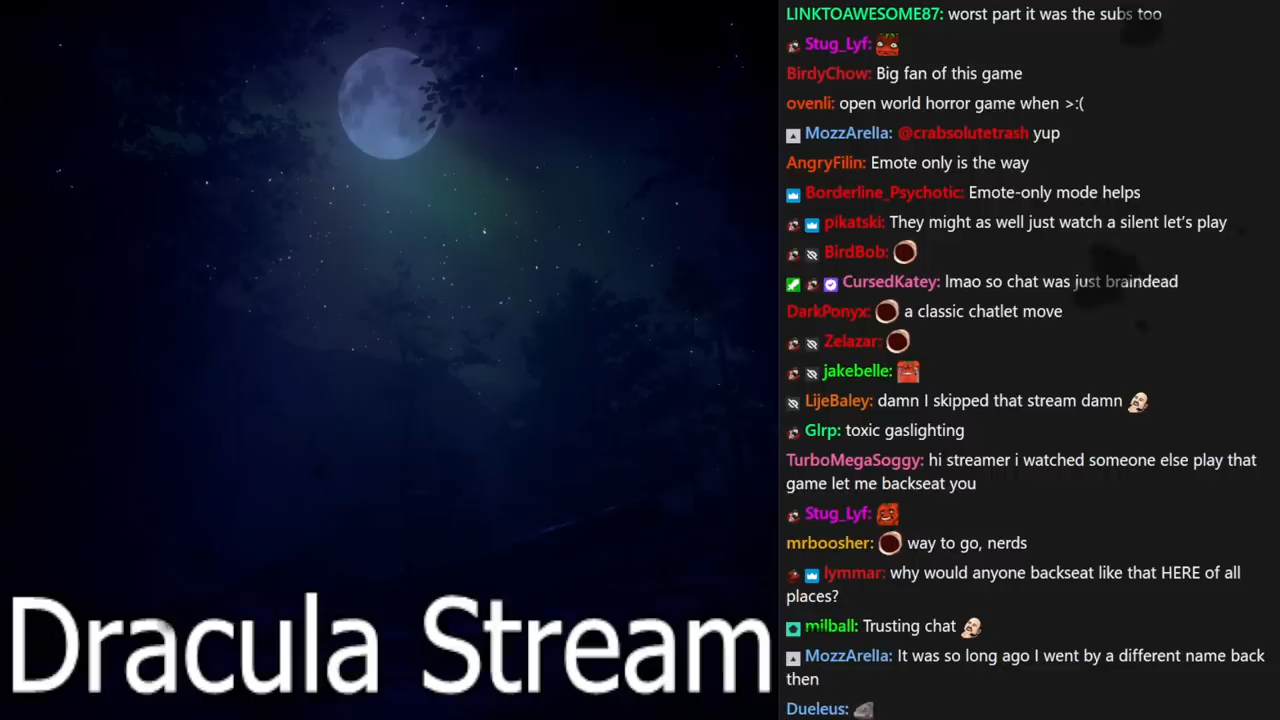 LINKTOAWESOME87: worst part it was the subs too
Stug_Lyf:
BirdyChow: Big fan of this game
ovenli: open world horror game when >:(
MozzArella: @crabsolutetrash yup
AngryFilin: Emote only is the way
Borderline_Psychotic: Emote-only mode helps
pikatski: They might as well just watch a silent let’s play
BirdBob:
CursedKatey: lmao so chat was just braindead
DarkPonyx: a classic chatlet move
Zelazar:
jakebelle:
LijeBaley: damn I skipped that stream damn
Glrp: toxic gaslighting
TurboMegaSoggy: hi streamer i watched someone else play that
game let me backseat you
Stug_Lyf:
mrboosher: way to go, nerds
lymmar: why would anyone backseat like that HERE of all
places?
milball: Trusting chat
MozzArella: It was so long ago I went by a different name back
then
Dueleus:
Dracula Stream